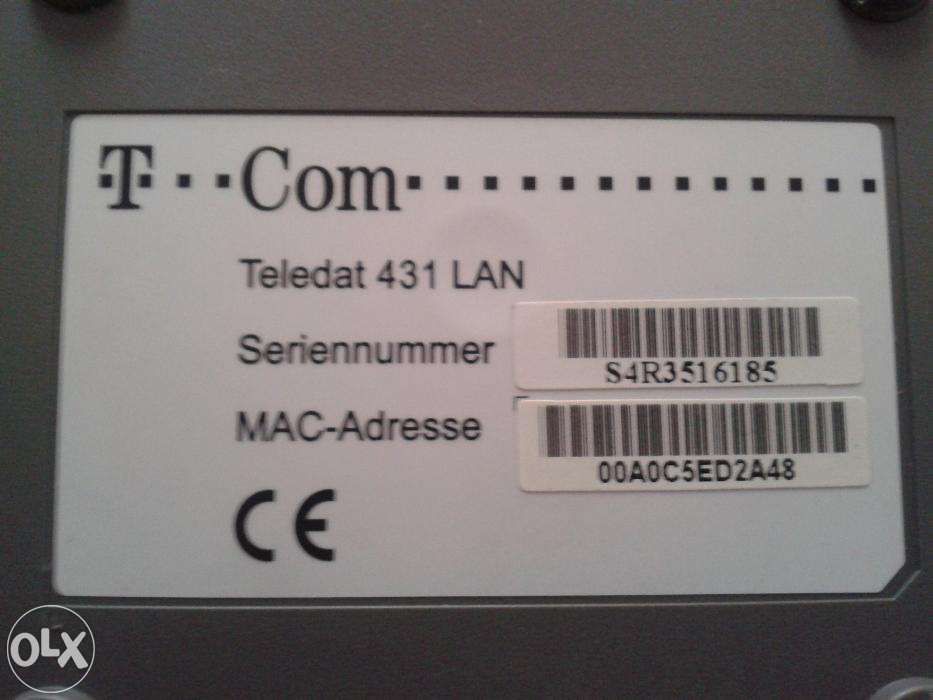 T··Com
Teledat 431 LAN
Seriennummer
S4R3516185
MAC-Adresse
00A0C5ED2A48
CE
OLX